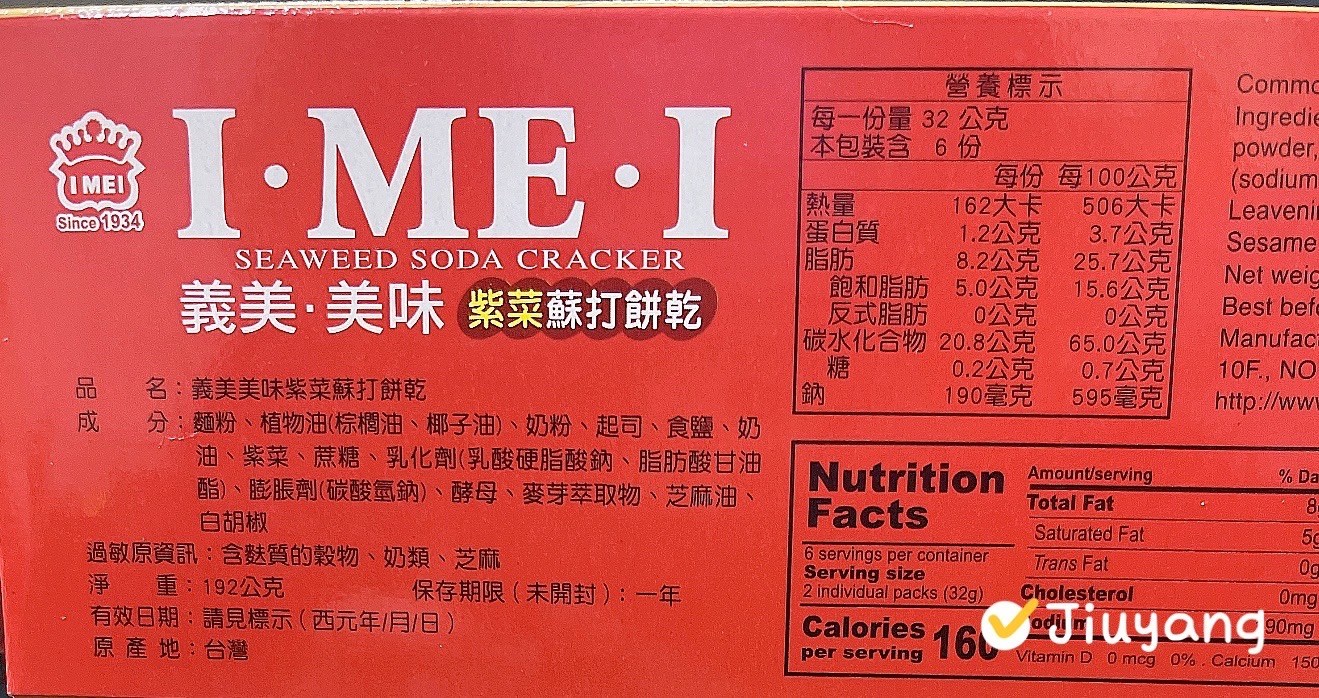 I MEI
Since 1934
I·MEI
SEAWEED SODA CRACKER
義美·美味 紫菜蘇打餅乾
品 名：義美美味紫菜蘇打餅乾
成 分：麵粉、植物油(棕櫚油、椰子油)、奶粉、起司、食鹽、奶
油、紫菜、蔗糖、乳化劑(乳酸硬脂酸鈉、脂肪酸甘油
酯)、膨脹劑(碳酸氫鈉)、酵母、麥芽萃取物、芝麻油、
白胡椒
過敏原資訊：含麩質的穀物、奶類、芝麻
淨 重：192公克 保存期限（未開封）：一年
有效日期：請見標示（西元年/月/日）
原 產 地：台灣
營養標示
每一份量 32 公克
本包裝含 6 份
每份 每100公克
熱量 162大卡 506大卡
蛋白質 1.2公克 3.7公克
脂肪 8.2公克 25.7公克
飽和脂肪 5.0公克 15.6公克
反式脂肪 0公克 0公克
碳水化合物 20.8公克 65.0公克
糖 0.2公克 0.7公克
鈉 190毫克 595毫克
Nutrition
Facts
6 servings per container
Serving size
2 individual packs (32g)
Calories 160
per serving
Amount/serving % Da
Total Fat 8
Saturated Fat 5g
Trans Fat 0g
Cholesterol 0mg
90mg
Vitamin D 0 mcg 0% . Calcium 150
Commo
Ingredie
powder,
(sodium
Leaveni
Sesame
Net weig
Best befo
Manufact
10F., NO
http://www
Jiuyang